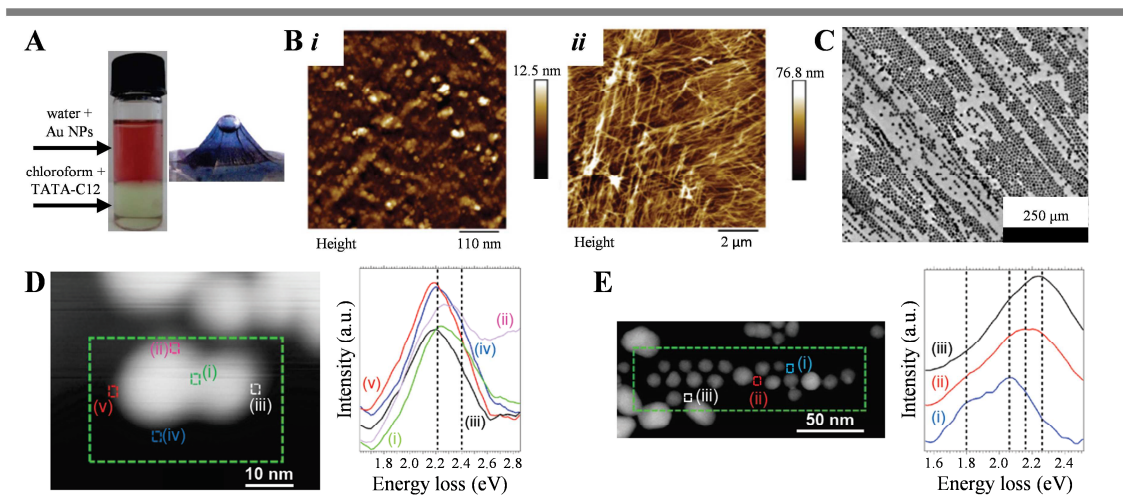 A
water +
Au NPs
chloroform +
TATA-C12
B i
12.5 nm
Height
110 nm
ii
76.8 nm
Height
2 μm
C
250 μm
D
(ii)
(i)
(iii)
(v)
(iv)
10 nm
Intensity (a.u.)
(ii)
(iv)
(v)
(iii)
(i)
1.8 2.0 2.2 2.4 2.6 2.8
Energy loss (eV)
E
(i)
(ii)
(iii)
50 nm
Intensity (a.u.)
(iii)
(ii)
(i)
1.6 1.8 2.0 2.2 2.4
Energy loss (eV)